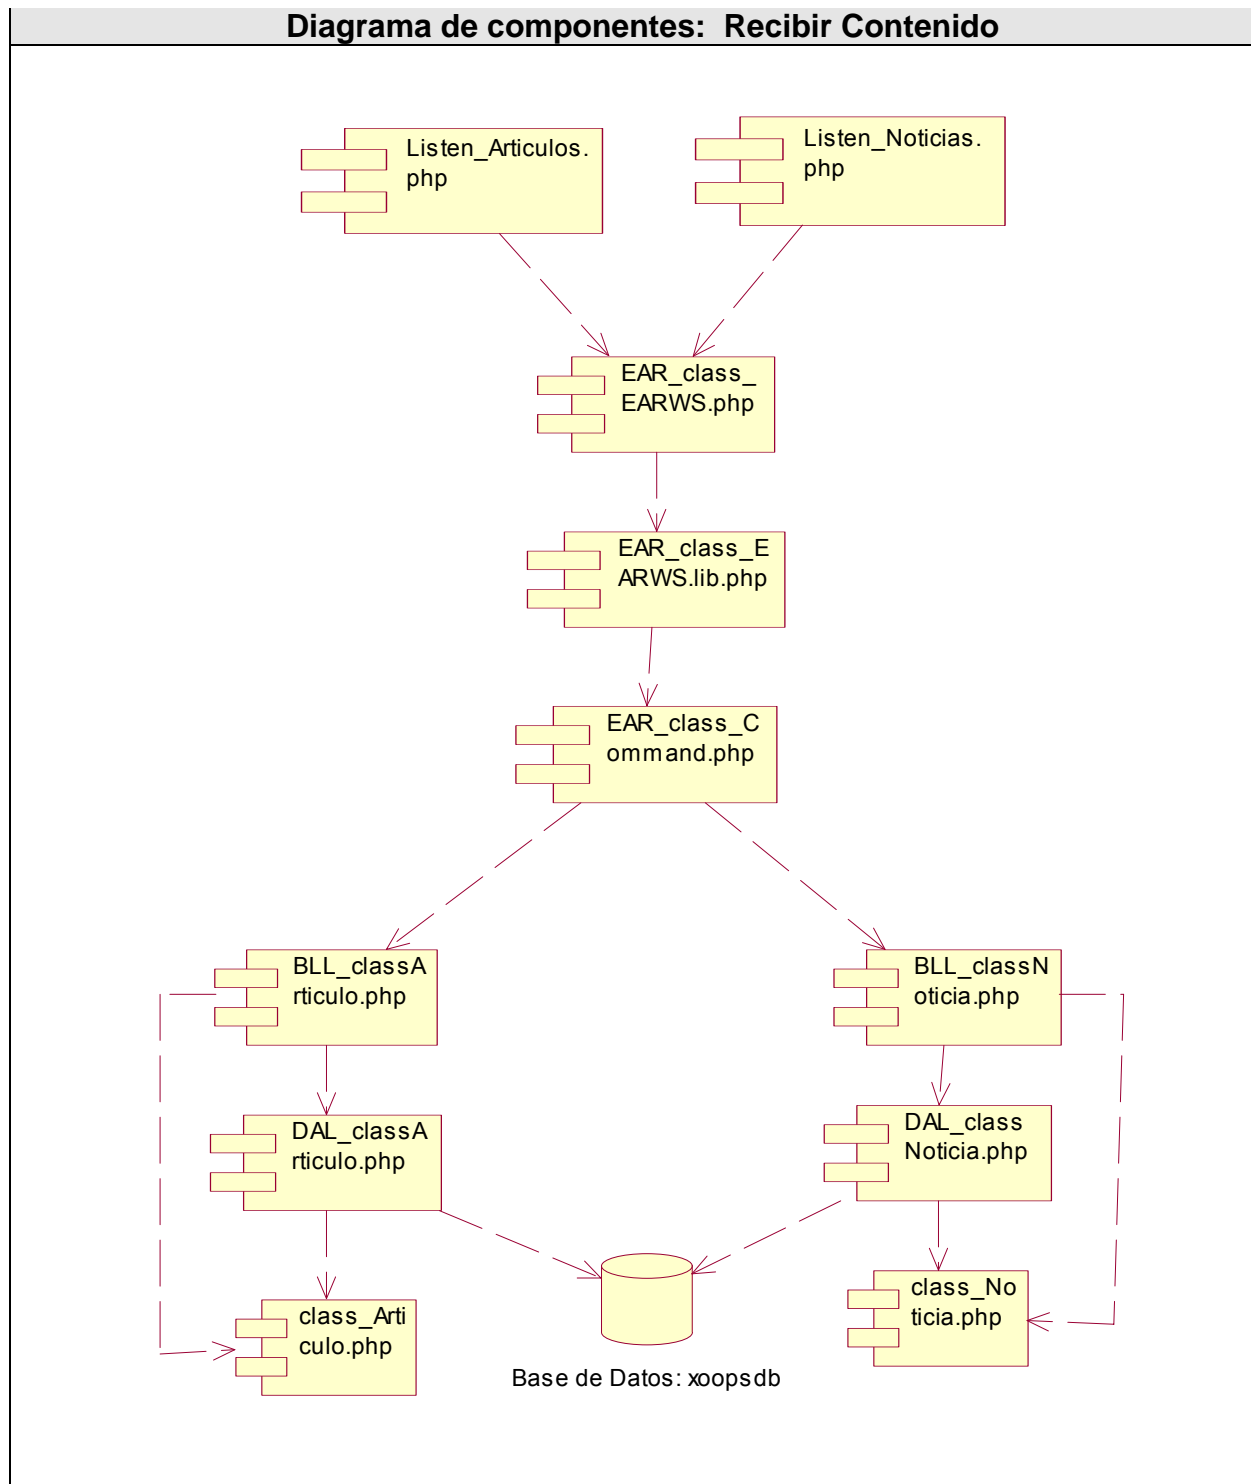 Diagrama de componentes: Recibir Contenido
Listen_Articulos.
php
Listen_Noticias.
php
EAR_class_
EARWS.php
EAR_class_E
ARWS.lib.php
EAR_class_C
ommand.php
BLL_classA
rticulo.php
BLL_classN
oticia.php
DAL_classA
rticulo.php
DAL_class
Noticia.php
class_Arti
culo.php
class_No
ticia.php
Base de Datos: xoopsdb